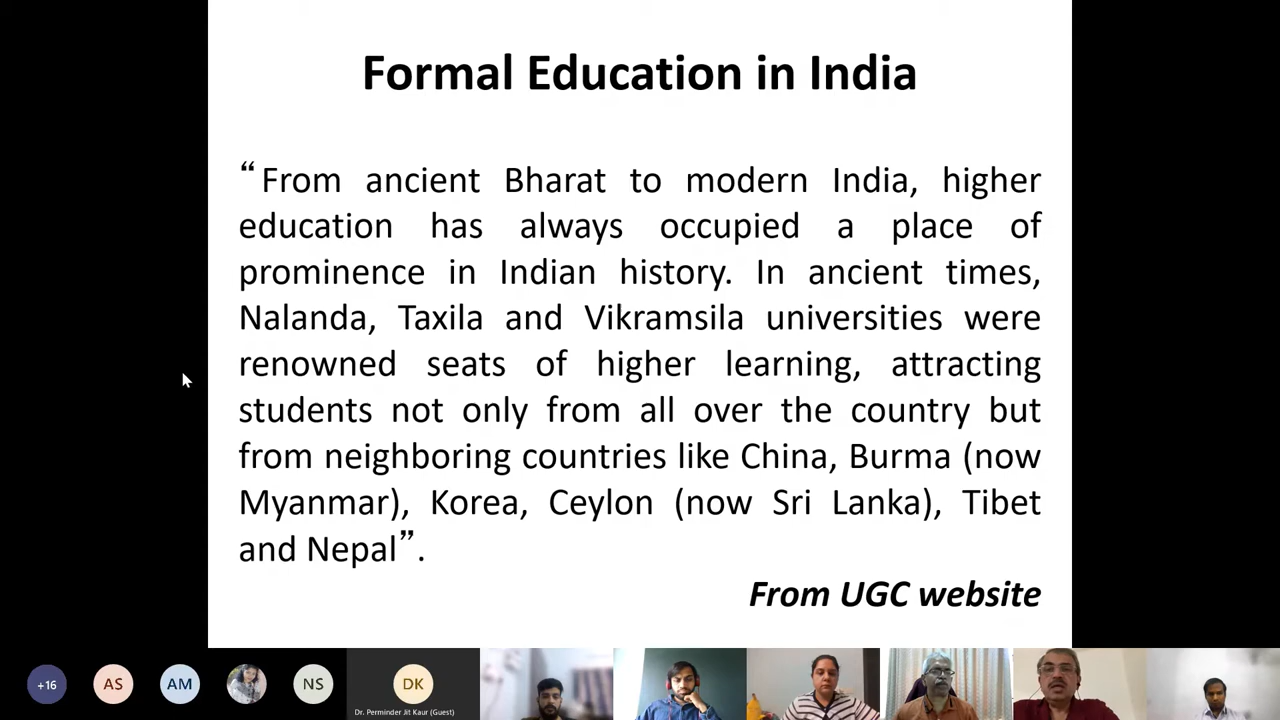 Formal Education in India
“From ancient Bharat to modern India, higher
education has always occupied a place of
prominence in Indian history. In ancient times,
Nalanda, Taxila and Vikramsila universities were
renowned seats of higher learning, attracting
students not only from all over the country but
from neighboring countries like China, Burma (now
Myanmar), Korea, Ceylon (now Sri Lanka), Tibet
and Nepal”.
From UGC website
+16
AS
AM
NS
DK
Dr. Perminder Jit Kaur (Guest)